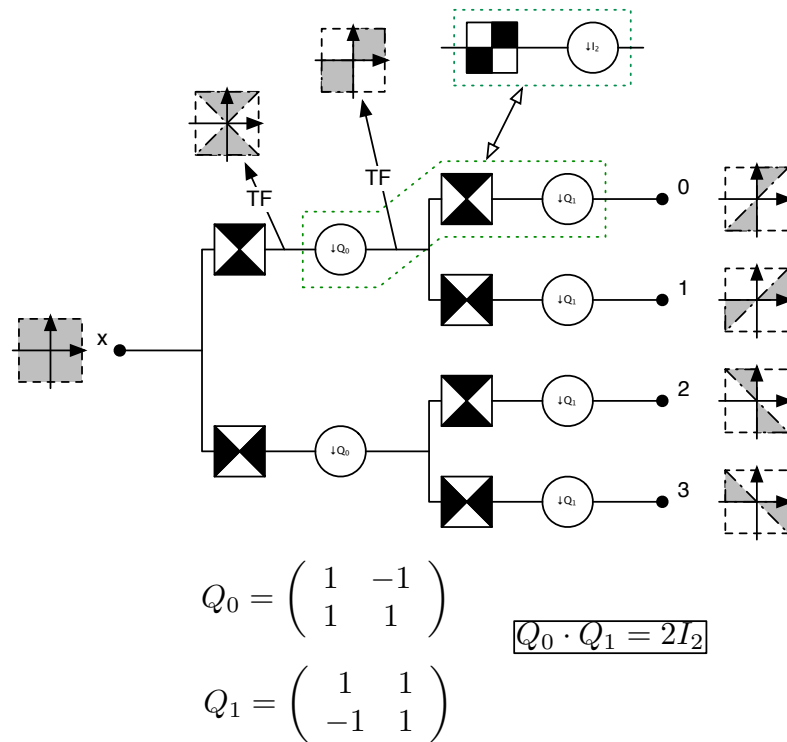 ↓I₂
TF
TF
↓Q₁
0
↓Q₀
↓Q₁
1
x
↓Q₁
2
↓Q₀
↓Q₁
3
Q₀ = ( 1 −1
1 1 )
Q₀ · Q₁ = 2I₂
Q₁ = ( 1 1
−1 1 )